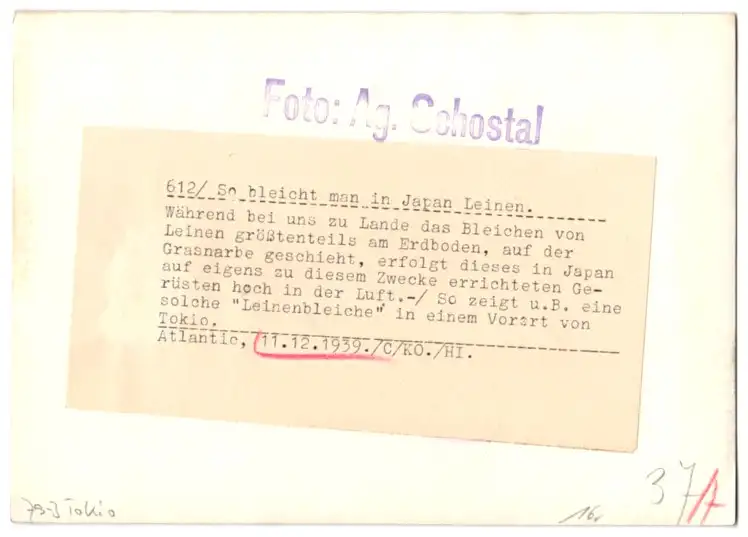 Foto: Ag. Schostal
612/ So bleicht man in Japan Leinen.
Während bei uns zu Lande das Bleichen von
Leinen größtenteils am Erdboden, auf der
Grasnarbe geschieht, erfolgt dieses in Japan
auf eigens zu diesem Zwecke errichteten Ge-
rüsten hoch in der Luft.-/ So zeigt u.B. eine
solche "Leinenbleiche" in einem Vorort von
Tokio.
Atlantic, 11.12.1939./C/KO./HI.
37A
Tokio